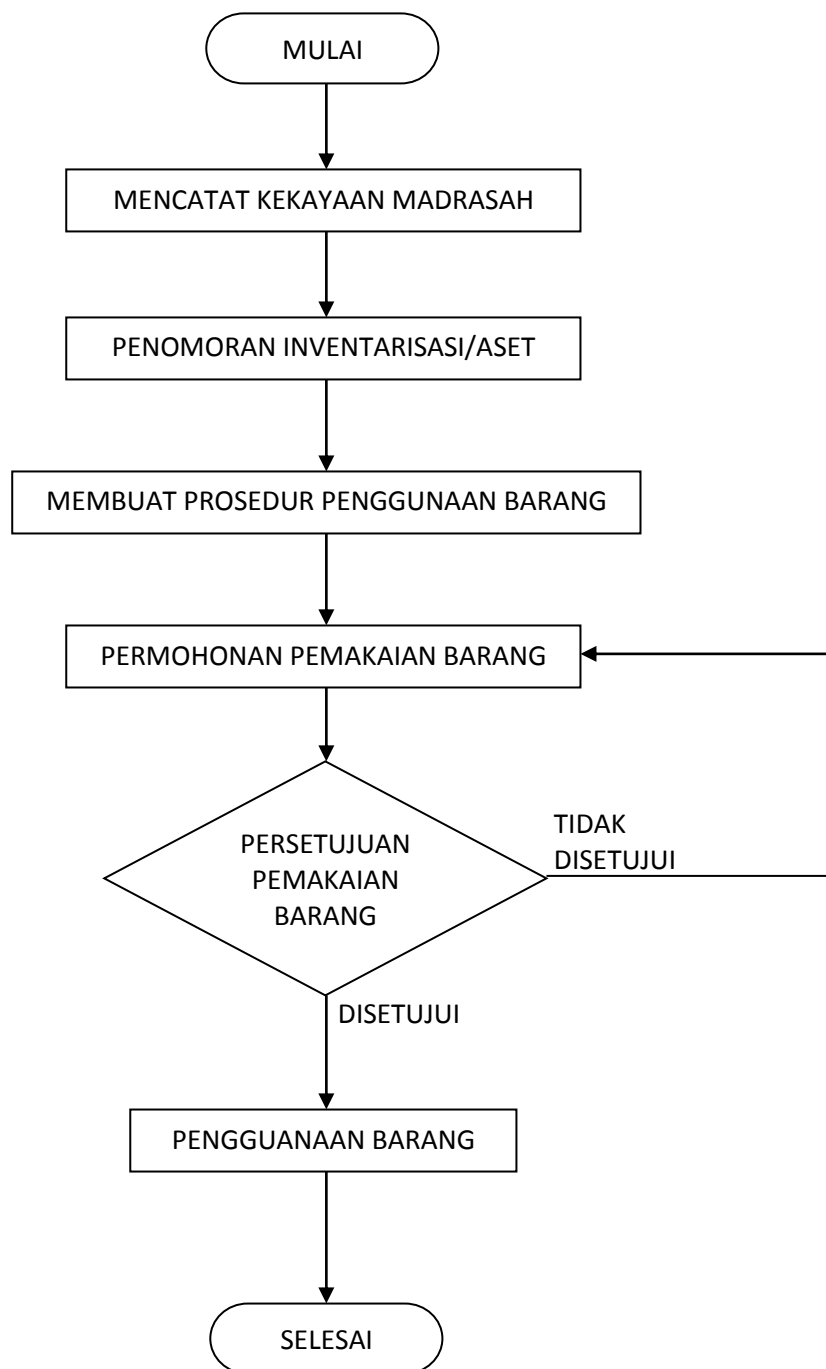 MULAI
MENCATAT KEKAYAAN MADRASAH
PENOMORAN INVENTARISASI/ASET
MEMBUAT PROSEDUR PENGGUNAAN BARANG
PERMOHONAN PEMAKAIAN BARANG
PERSETUJUAN
PEMAKAIAN
BARANG
TIDAK
DISETUJUI
DISETUJUI
PENGGUANAAN BARANG
SELESAI